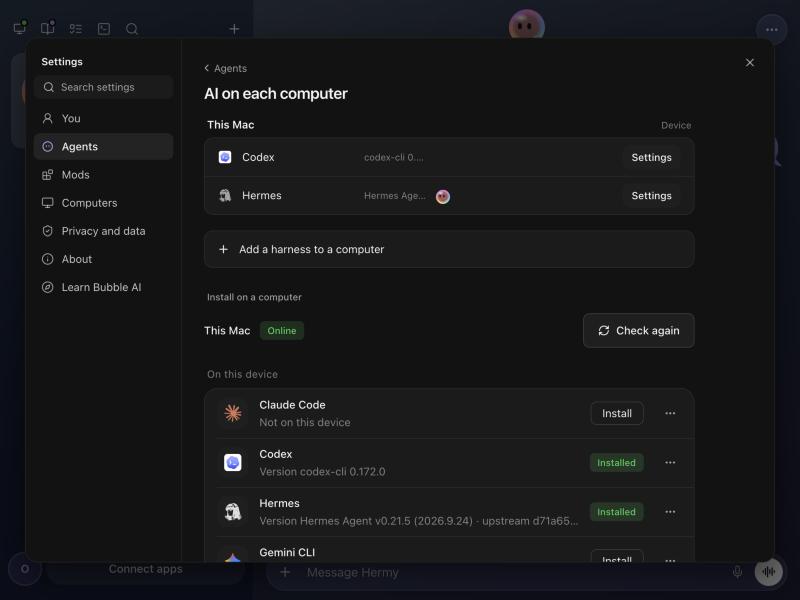 Settings
Search settings
You
Agents
Mods
Computers
Privacy and data
About
Learn Bubble AI
Agents
AI on each computer
This Mac
Device
Codex
codex-cli 0....
Settings
Hermes
Hermes Age...
Settings
Add a harness to a computer
Install on a computer
This Mac
Online
Check again
On this device
Claude Code
Not on this device
Install
Codex
Version codex-cli 0.172.0
Installed
Hermes
Version Hermes Agent v0.21.5 (2026.9.24) · upstream d71a65...
Installed
Gemini CLI
Install
O
Connect apps
Message Hermy